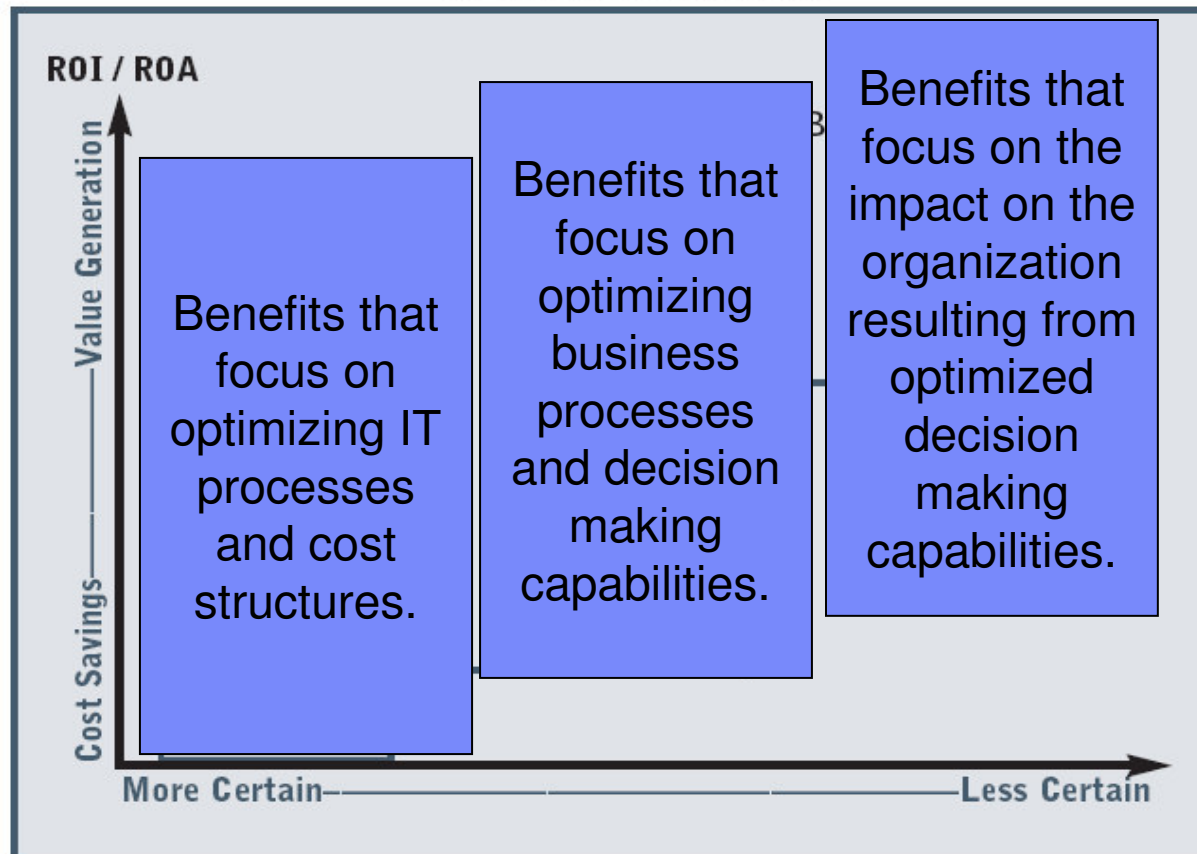 ROI / ROA
Value Generation
Cost Savings
Benefits that
focus on
optimizing IT
processes
and cost
structures.
Benefits that
focus on
optimizing
business
processes
and decision
making
capabilities.
B
Benefits that
focus on the
impact on the
organization
resulting from
optimized
decision
making
capabilities.
More Certain
Less Certain